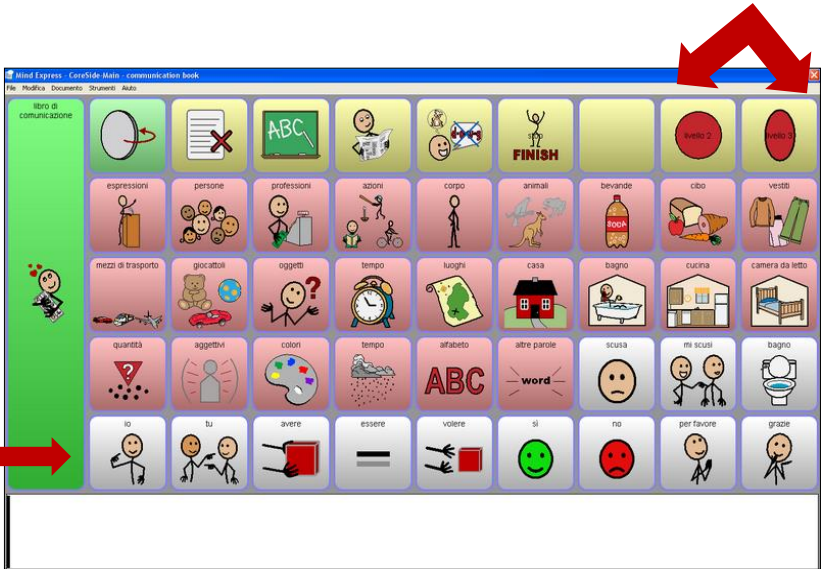 Mind Express - CoreSide-Main - communication book
File Modifica Documento Strumenti Aiuto
libro di
comunicazione
ABC
stop
FINISH
livello 2
livello 3
espressioni
persone
professioni
azioni
corpo
animali
bevande
SODA
cibo
vestiti
mezzi di trasporto
giocattoli
oggetti
?
tempo
luoghi
casa
bagno
cucina
camera da letto
quantità
?
aggettivi
colori
tempo
alfabeto
ABC
altre parole
word
scusa
mi scusi
bagno
io
tu
avere
essere
volere
sì
no
per favore
grazie